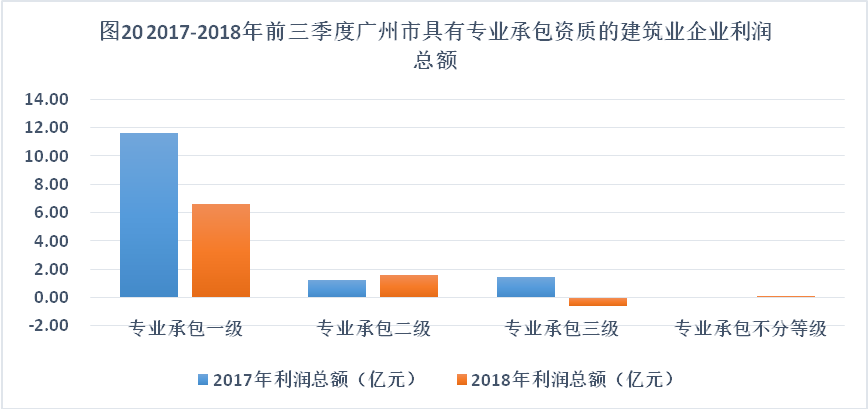 图20 2017-2018年前三季度广州市具有专业承包资质的建筑业企业利润
总额
14.00
12.00
10.00
8.00
6.00
4.00
2.00
0.00
-2.00
专业承包一级 专业承包二级 专业承包三级 专业承包不分等级
2017年利润总额（亿元） 2018年利润总额（亿元）